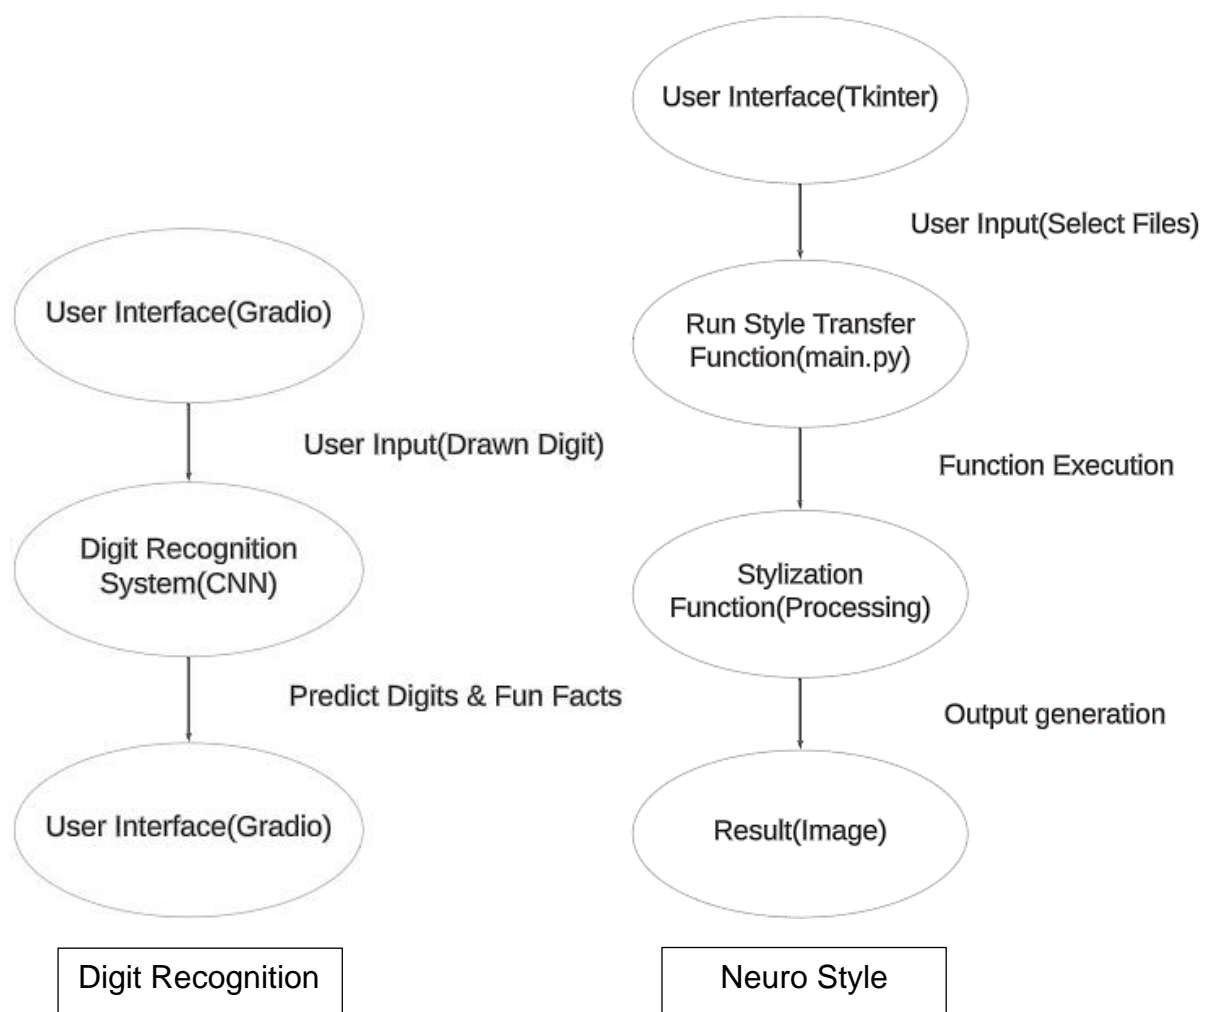 User Interface(Gradio)
User Input(Drawn Digit)
Digit Recognition
System(CNN)
Predict Digits & Fun Facts
User Interface(Gradio)
Digit Recognition
User Interface(Tkinter)
User Input(Select Files)
Run Style Transfer
Function(main.py)
Function Execution
Stylization
Function(Processing)
Output generation
Result(Image)
Neuro Style